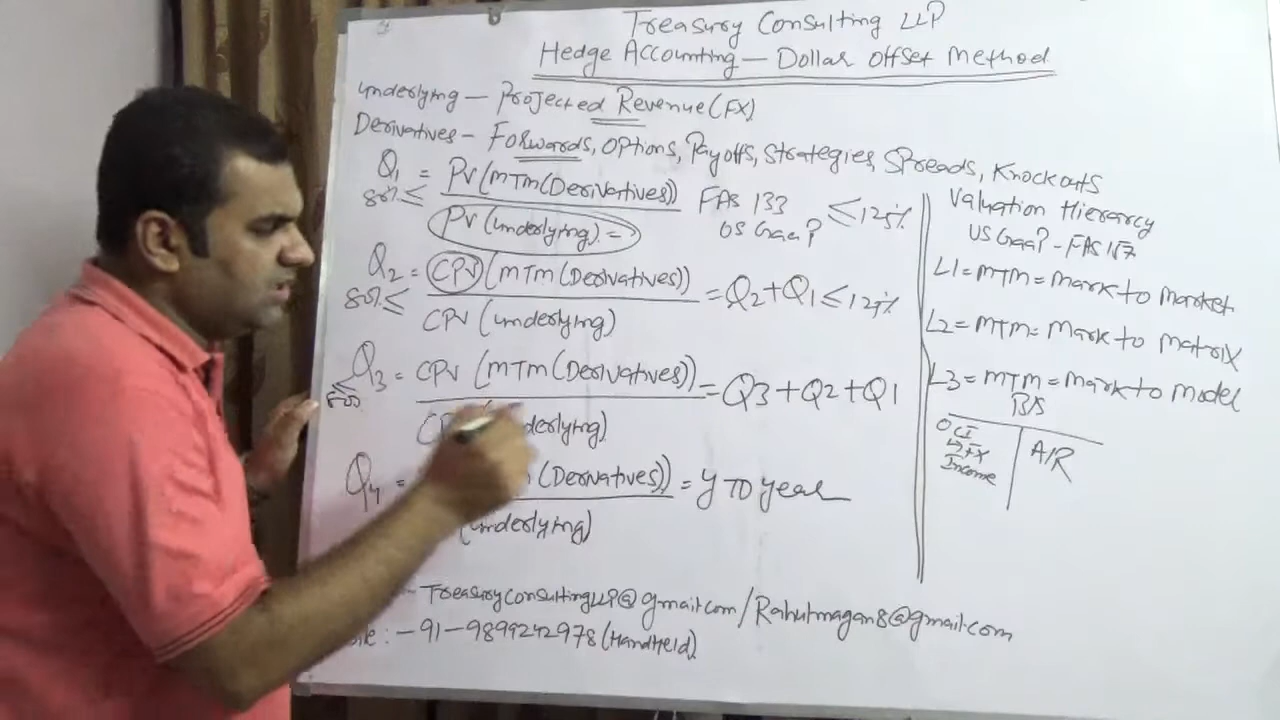 Treasury Consulting LLP
Hedge Accounting — Dollar Offset Method
Underlying — Projected Revenue (FX)
Derivatives — Forwards, Options, Payoffs, Strategies, Spreads, Knockouts
Q1 = PV (MTM (Derivatives)) FAS 133 ≤ 125%
80% ≤ PV (underlying) = US GaaP
Q2 = CPV (MTM (Derivatives)) = Q2 + Q1 ≤ 125%
80% ≤ CPV (underlying)
Q3 = CPV (MTM (Derivatives)) = Q3 + Q2 + Q1
Q4 = (Derivatives)) = Y TO Year
underlying)
TreasuryconsultingLLP@gmail.com / Rahulmagan8@gmail.com
: -91-9899242978 (HandHeld)
Valuation Hierarcy
US GaaP - FAS 157
L1 = MTM = Mark to Market
L2 = MTM = Mark to Matrix
L3 = MTM = Mark to Model
B/S
OCI
↳ FX
Income
A/R